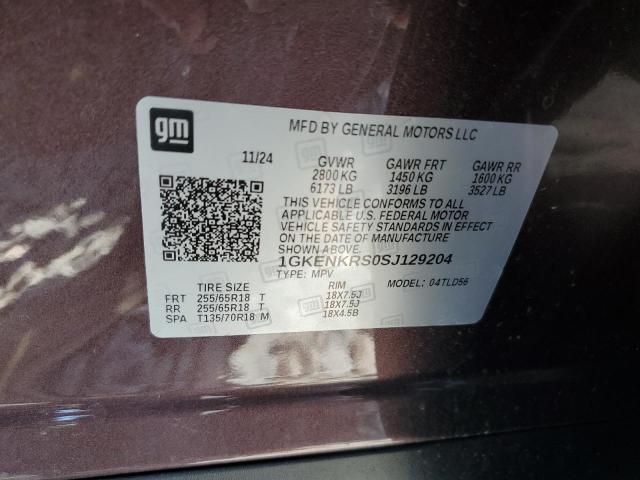 gm
MFD BY GENERAL MOTORS LLC
11/24 GVWR GAWR FRT GAWR RR
2800 KG 1450 KG 1600 KG
6173 LB 3196 LB 3527 LB
THIS VEHICLE CONFORMS TO ALL
APPLICABLE U.S. FEDERAL MOTOR
VEHICLE SAFETY STANDARDS IN EFFECT
ON THE DATE OF MANUFACTURE
SHOWN ABOVE.
1GKENKRS0SJ129204
TYPE: MPV MODEL: 04TLD56
TIRE SIZE RIM
FRT 255/65R18 T 18X7.5J
RR 255/65R18 T 18X7.5J
SPA T135/70R18 M 18X4.5B